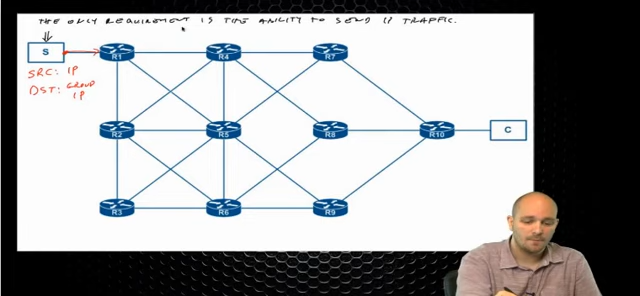 THE ONLY REQUIREMENT IS THE ABILITY TO SEND IP TRAFFIC.
S
R1
R4
R7
SRC: IP
DST: GROUP IP
R2
R5
R8
R10
C
R3
R6
R9